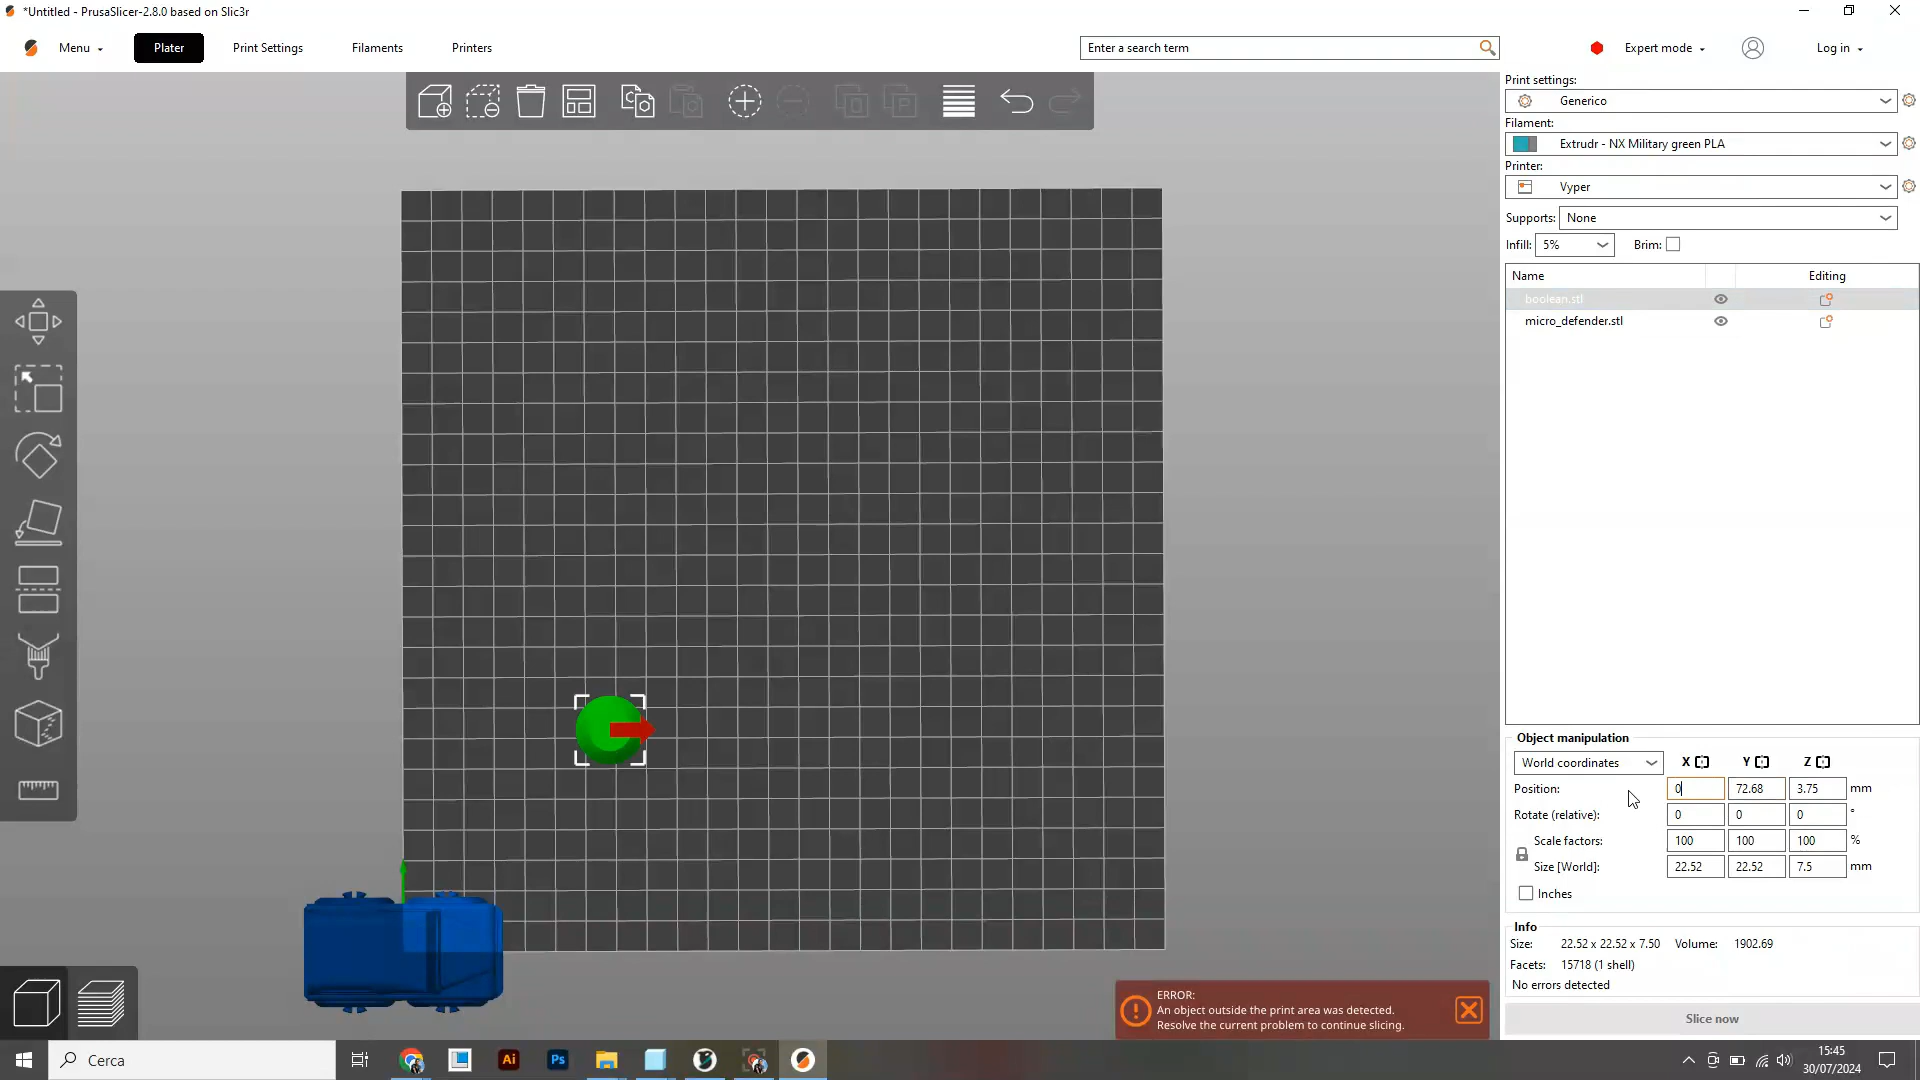 *Untitled - PrusaSlicer-2.8.0 based on Slic3r
Menu
Plater
Print Settings
Filaments
Printers
Enter a search term
Expert mode
Log in
Print settings:
Generico
Filament:
Extrudr - NX Military green PLA
Printer:
Vyper
Supports: None
Infill: 5% Brim:
Name Editing
boolean.stl
micro_defender.stl
Object manipulation
World coordinates X Y Z
Position: 0 72.68 3.75 mm
Rotate (relative): 0 0 0 °
Scale factors: 100 100 100 %
Size [World]: 22.52 22.52 7.5 mm
Inches
Info
Size: 22.52 x 22.52 x 7.50 Volume: 1902.69
Facets: 15718 (1 shell)
No errors detected
Slice now
ERROR:
An object outside the print area was detected.
Resolve the current problem to continue slicing.
Cerca
Ai
Ps
15:45
30/07/2024